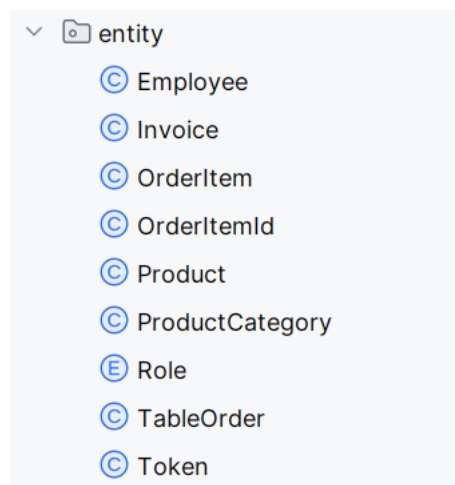 entity
C Employee
C Invoice
C OrderItem
C OrderItemId
C Product
C ProductCategory
E Role
C TableOrder
C Token